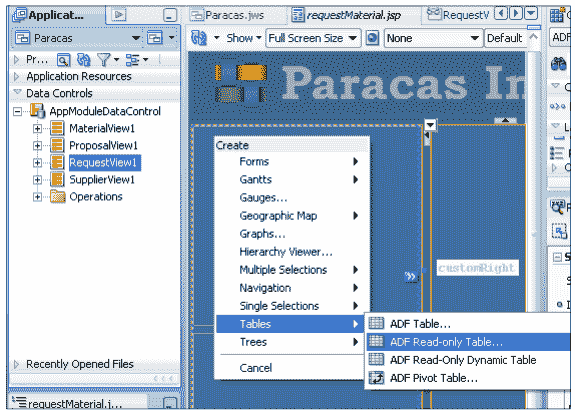 Applicat...
Paracas.jws
requestMaterial.jsp
RequestV
Paracas
Show
Full Screen Size
None
Default
ADF
Pr...
Application Resources
Data Controls
AppModuleDataControl
MaterialView1
ProposalView1
RequestView1
SupplierView1
Operations
Recently Opened Files
requestMaterial.j...
Paracas In
Create
Forms
Gantts
Gauges...
Geographic Map
Graphs...
Hierarchy Viewer...
Multiple Selections
Navigation
Single Selections
Tables
Trees
Cancel
customRight
ADF Table...
ADF Read-only Table...
ADF Read-Only Dynamic Table
ADF Pivot Table...